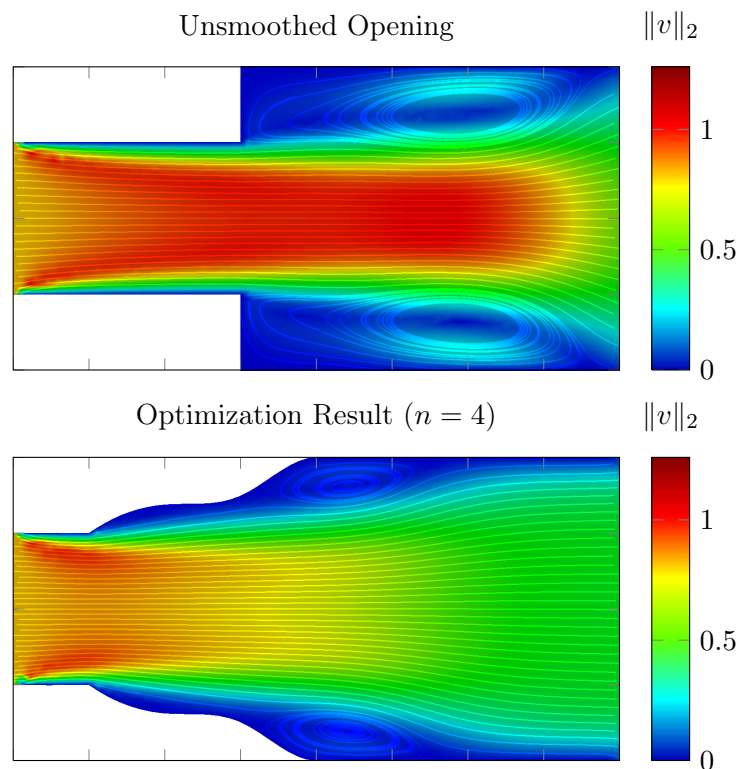 Unsmoothed Opening
‖v‖₂
1
0.5
0
Optimization Result (n = 4)
‖v‖₂
1
0.5
0